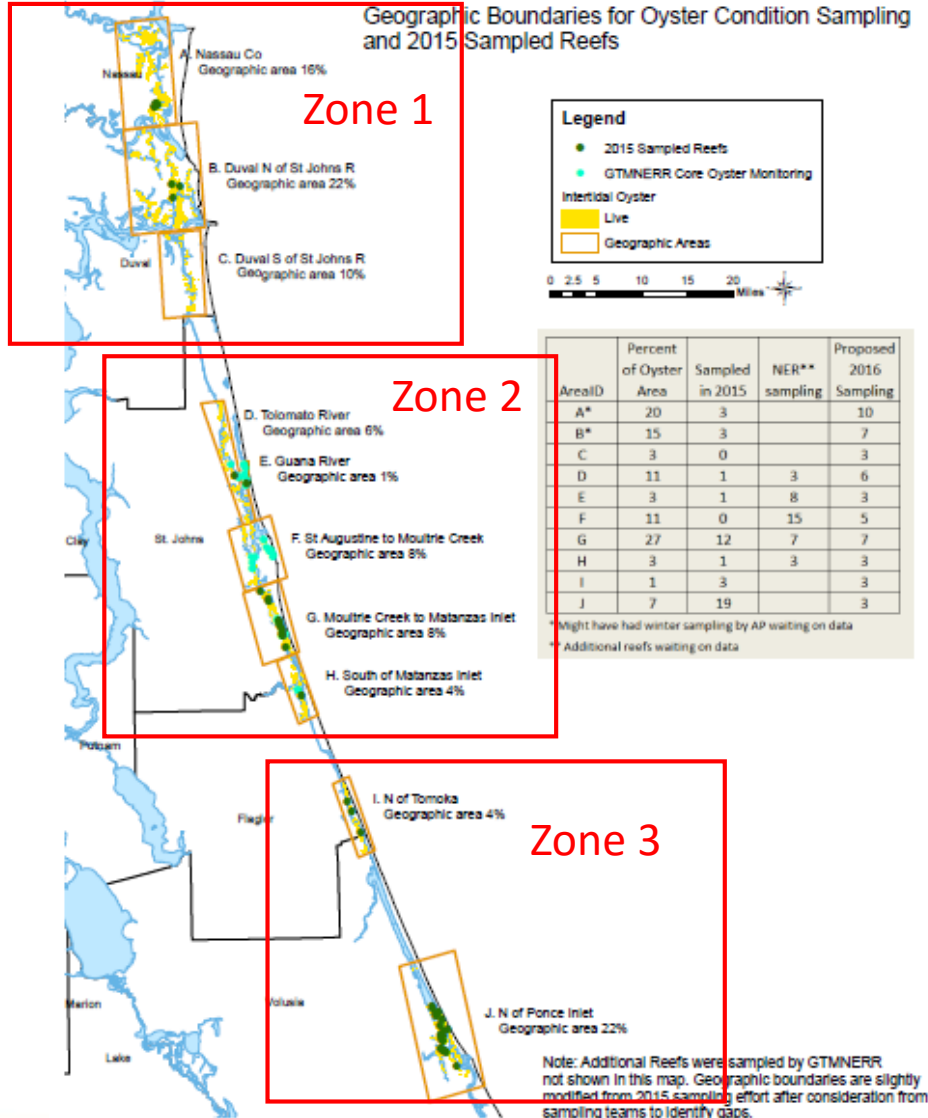 Geographic Boundaries for Oyster Condition Sampling
and 2015 Sampled Reefs
Zone 1
A. Nassau Co
Geographic area 16%
Nassau
B. Duval N of St Johns R
Geographic area 22%
Duval
C. Duval S of St Johns R
Geographic area 10%
Legend
2015 Sampled Reefs
GTMNERR Core Oyster Monitoring
Intertidal Oyster
Live
Geographic Areas
0 2.5 5 10 15 20
Miles
Zone 2
D. Tolomato River
Geographic area 6%
E. Guana River
Geographic area 1%
Clay
St. Johns
F. St Augustine to Moultrie Creek
Geographic area 8%
G. Moultrie Creek to Matanzas Inlet
Geographic area 8%
H. South of Matanzas Inlet
Geographic area 4%
Putnam
AreaID Percent of Oyster Area Sampled in 2015 NER** sampling Proposed 2016 Sampling
A* 20 3 10
B* 15 3 7
C 3 0 3
D 11 1 3 6
E 3 1 8 3
F 11 0 15 5
G 27 12 7 7
H 3 1 3 3
I 1 3 3
J 7 19 3
* Might have had winter sampling by AP waiting on data
** Additional reefs waiting on data
Zone 3
I. N of Tomoka
Geographic area 4%
Flagler
Marion
Volusia
Lake
J. N of Ponce Inlet
Geographic area 22%
Note: Additional Reefs were sampled by GTMNERR
not shown in this map. Geographic boundaries are slightly
modified from 2015 sampling effort after consideration from
sampling teams to identify gaps.